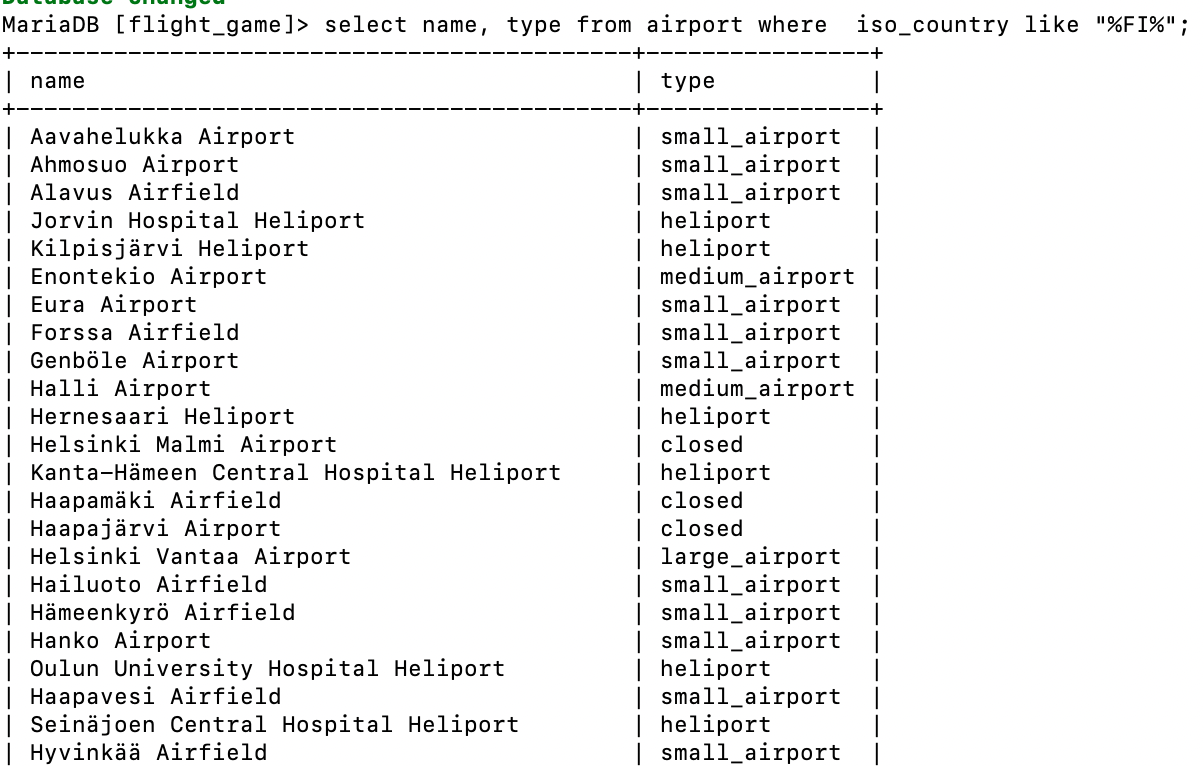 Database changed
MariaDB [flight_game]> select name, type from airport where  iso_country like "%FI%";
+--------------------------------------------+----------------+
| name                                       | type           |
+--------------------------------------------+----------------+
| Aavahelukka Airport                        | small_airport  |
| Ahmosuo Airport                            | small_airport  |
| Alavus Airfield                            | small_airport  |
| Jorvin Hospital Heliport                   | heliport       |
| Kilpisjärvi Heliport                       | heliport       |
| Enontekio Airport                          | medium_airport |
| Eura Airport                               | small_airport  |
| Forssa Airfield                            | small_airport  |
| Genböle Airport                            | small_airport  |
| Halli Airport                              | medium_airport |
| Hernesaari Heliport                        | heliport       |
| Helsinki Malmi Airport                     | closed         |
| Kanta-Hämeen Central Hospital Heliport     | heliport       |
| Haapamäki Airfield                         | closed         |
| Haapajärvi Airport                         | closed         |
| Helsinki Vantaa Airport                    | large_airport  |
| Hailuoto Airfield                          | small_airport  |
| Hämeenkyrö Airfield                        | small_airport  |
| Hanko Airport                              | small_airport  |
| Oulun University Hospital Heliport         | heliport       |
| Haapavesi Airfield                         | small_airport  |
| Seinäjoen Central Hospital Heliport        | heliport       |
| Hyvinkää Airfield                          | small_airport  |